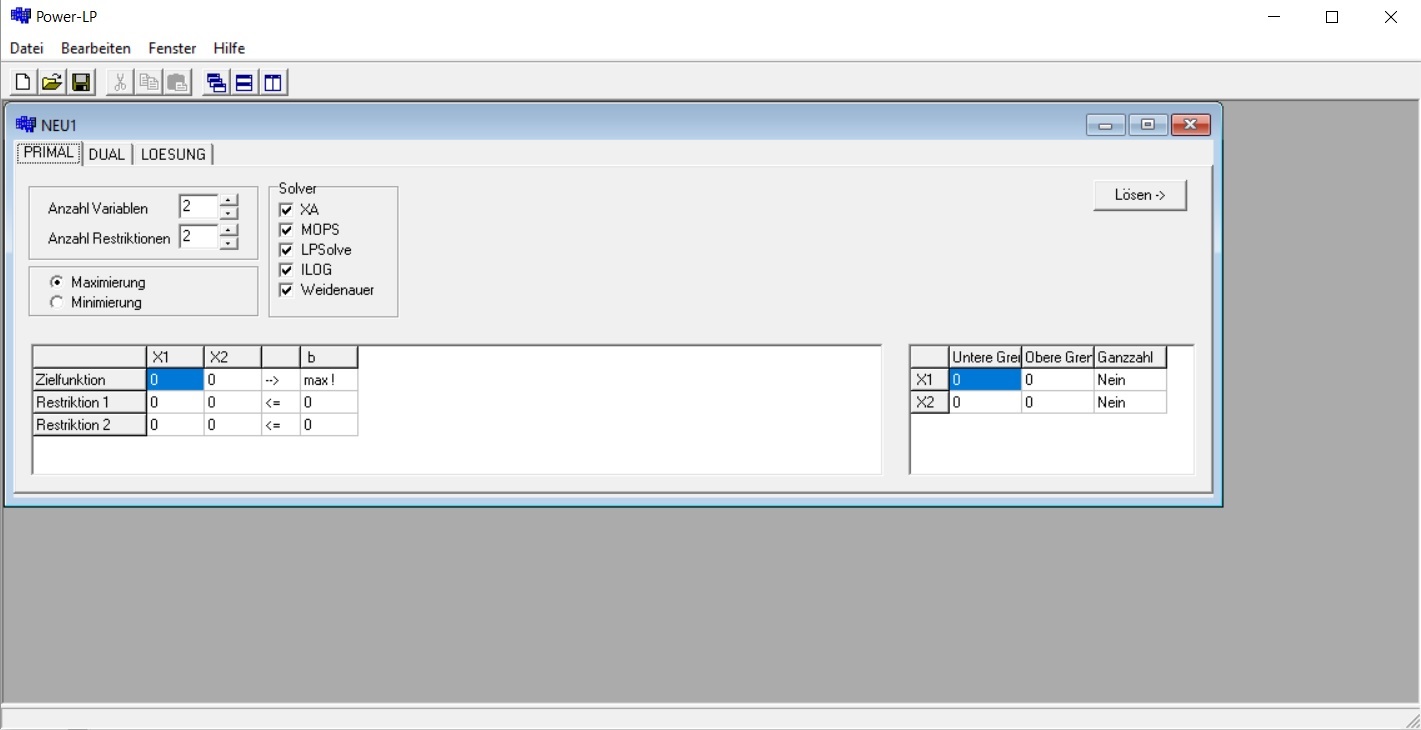 Power-LP
Datei Bearbeiten Fenster Hilfe
NEU1
PRIMAL DUAL LOESUNG
Anzahl Variablen 2
Anzahl Restriktionen 2
Maximierung
Minimierung
Solver
XA
MOPS
LPSolve
ILOG
Weidenauer
Lösen ->
X1 X2 b
Zielfunktion 0 0 --> max !
Restriktion 1 0 0 <= 0
Restriktion 2 0 0 <= 0
Untere Grei Obere Gren Ganzzahl
X1 0 0 Nein
X2 0 0 Nein